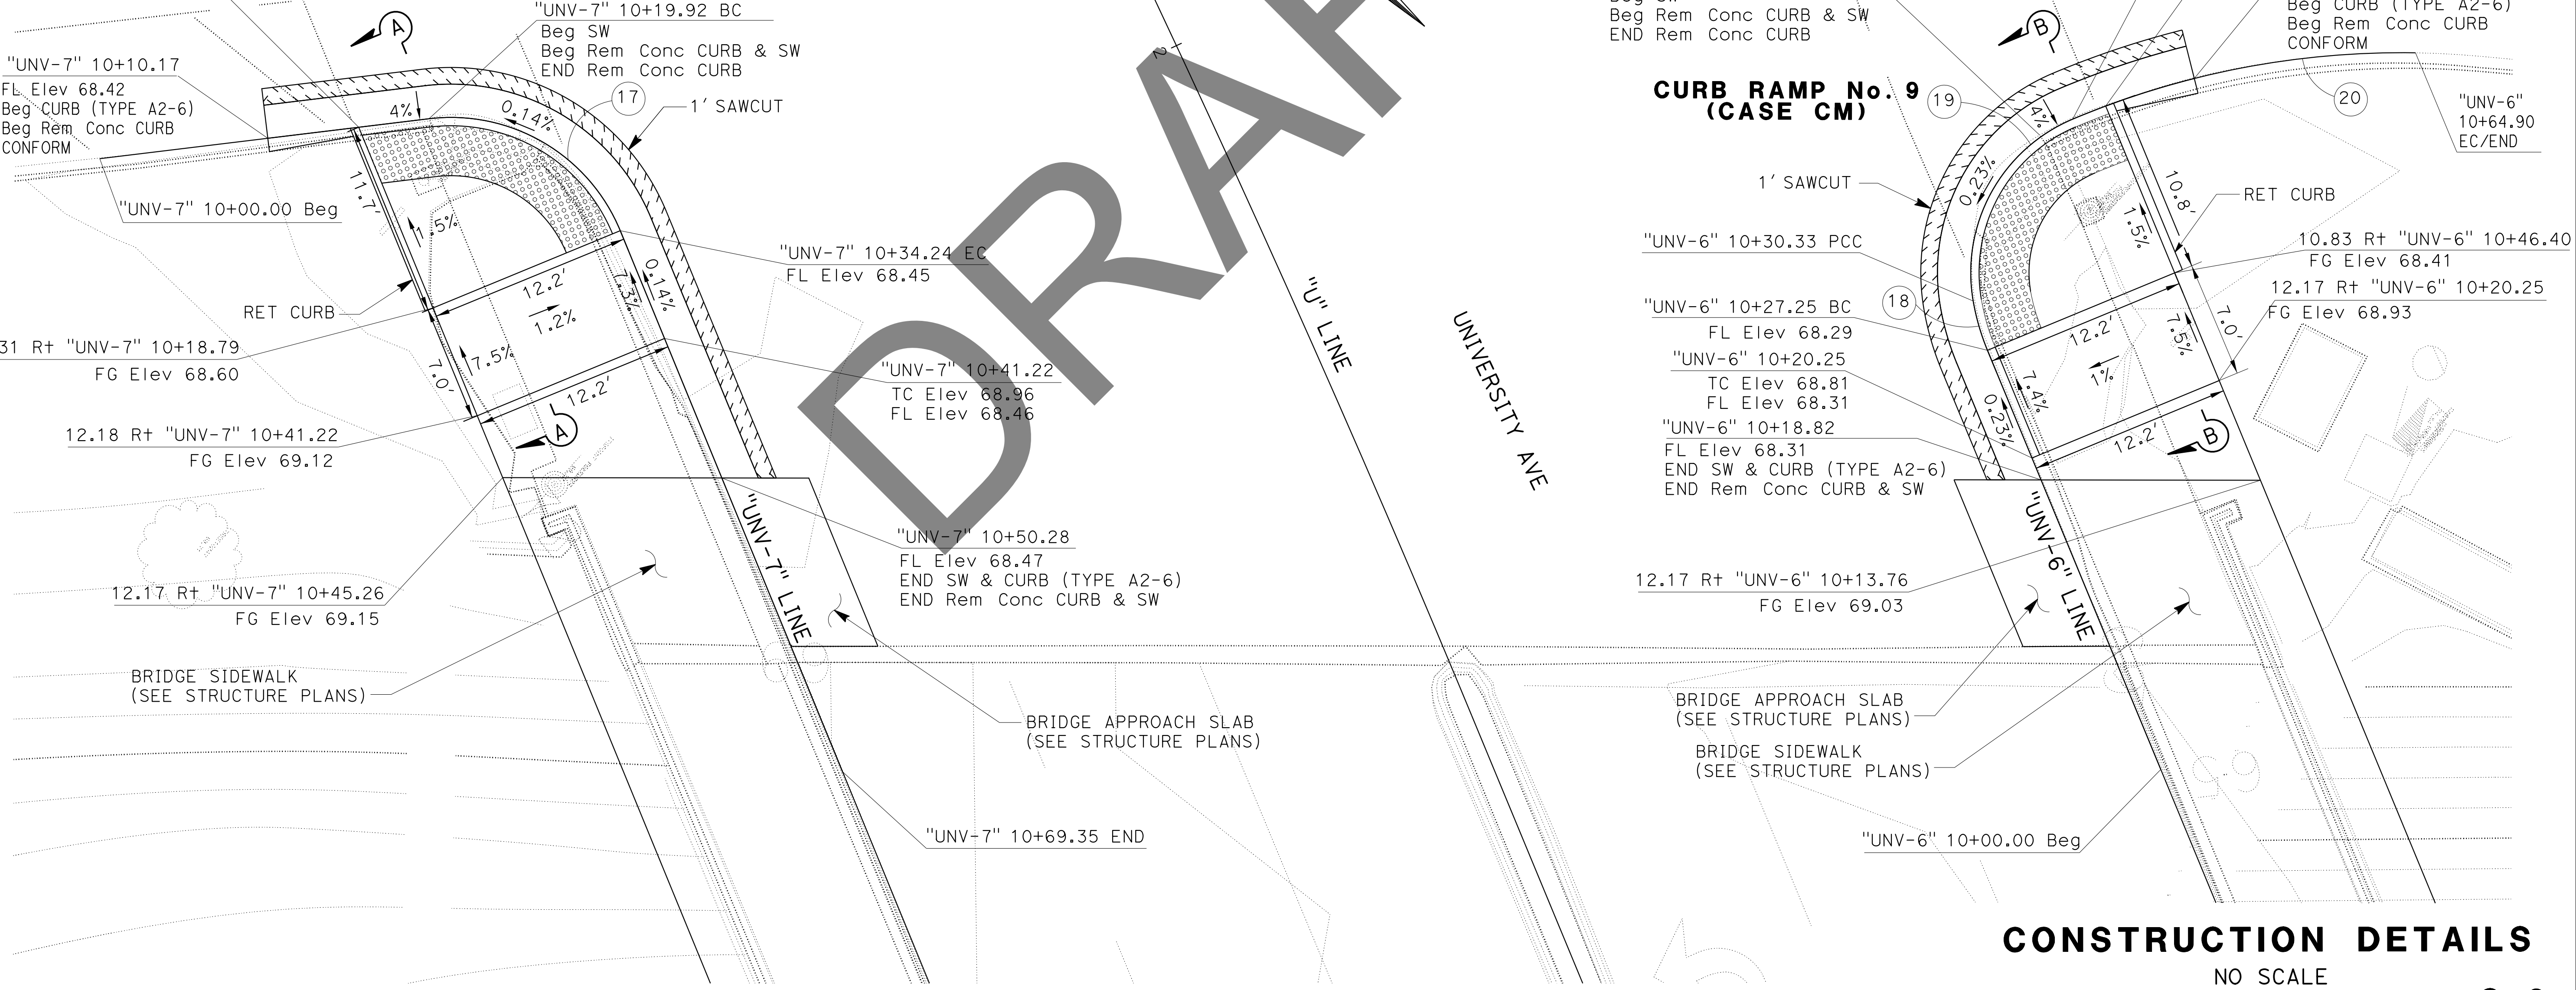 "UNV-7" 10+10.17
FL Elev 68.42
Beg CURB (TYPE A2-6)
Beg Rem Conc CURB
CONFORM
"UNV-7" 10+00.00 Beg
A
"UNV-7" 10+19.92 BC
Beg SW
Beg Rem Conc CURB & SW
END Rem Conc CURB
17
1' SAWCUT
4%
0.14%
11.7'
1.5%
RET CURB
12.2'
1.2%
7.3%
0.14%
"UNV-7" 10+34.24 EC
FL Elev 68.45
31 Rt "UNV-7" 10+18.79
FG Elev 68.60
7.0'
7.5%
12.2'
A
"UNV-7" 10+41.22
TC Elev 68.96
FL Elev 68.46
12.18 Rt "UNV-7" 10+41.22
FG Elev 69.12
"UNV-7" 10+50.28
FL Elev 68.47
END SW & CURB (TYPE A2-6)
END Rem Conc CURB & SW
12.17 Rt "UNV-7" 10+45.26
FG Elev 69.15
"UNV-7" LINE
BRIDGE SIDEWALK
(SEE STRUCTURE PLANS)
BRIDGE APPROACH SLAB
(SEE STRUCTURE PLANS)
"UNV-7" 10+69.35 END
DRAF
2
"U" LINE
UNIVERSITY AVE
Beg Rem Conc CURB & SW
END Rem Conc CURB
B
Beg CURB (TYPE A2-6)
Beg Rem Conc CURB
CONFORM
CURB RAMP No. 9
(CASE CM)
19
20
"UNV-6"
10+64.90
EC/END
1' SAWCUT
4%
0.23%
10.8'
1.5%
RET CURB
"UNV-6" 10+30.33 PCC
10.83 Rt "UNV-6" 10+46.40
FG Elev 68.41
12.17 Rt "UNV-6" 10+20.25
FG Elev 68.93
18
"UNV-6" 10+27.25 BC
FL Elev 68.29
"UNV-6" 10+20.25
TC Elev 68.81
FL Elev 68.31
12.2'
1%
7.5%
7.0'
7.4%
0.23%
12.2'
B
"UNV-6" 10+18.82
FL Elev 68.31
END SW & CURB (TYPE A2-6)
END Rem Conc CURB & SW
12.17 Rt "UNV-6" 10+13.76
FG Elev 69.03
"UNV-6" LINE
BRIDGE APPROACH SLAB
(SEE STRUCTURE PLANS)
BRIDGE SIDEWALK
(SEE STRUCTURE PLANS)
"UNV-6" 10+00.00 Beg
CONSTRUCTION DETAILS
NO SCALE